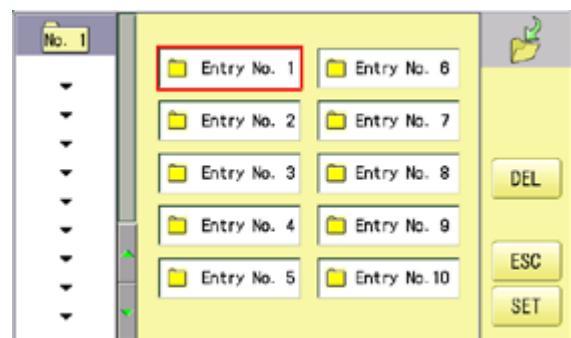 No. 1
Entry No. 1
Entry No. 6
Entry No. 2
Entry No. 7
Entry No. 3
Entry No. 8
Entry No. 4
Entry No. 9
Entry No. 5
Entry No.10
DEL
ESC
SET